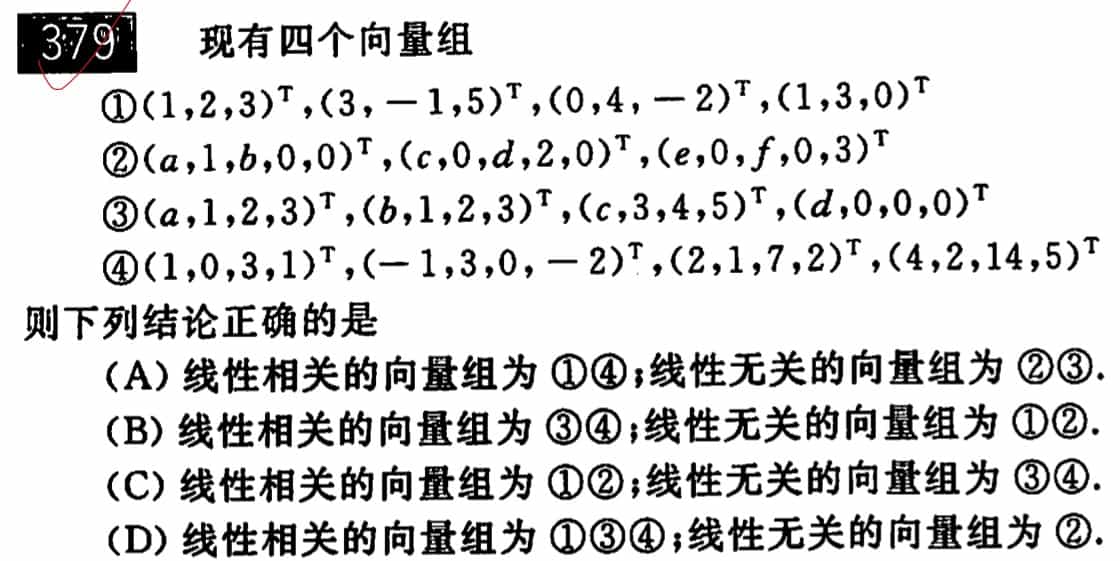 379 现有四个向量组
①(1,2,3)ᵀ,(3,－1,5)ᵀ,(0,4,－2)ᵀ,(1,3,0)ᵀ
②(a,1,b,0,0)ᵀ,(c,0,d,2,0)ᵀ,(e,0,f,0,3)ᵀ
③(a,1,2,3)ᵀ,(b,1,2,3)ᵀ,(c,3,4,5)ᵀ,(d,0,0,0)ᵀ
④(1,0,3,1)ᵀ,(－1,3,0,－2)ᵀ,(2,1,7,2)ᵀ,(4,2,14,5)ᵀ
则下列结论正确的是
(A) 线性相关的向量组为 ①④;线性无关的向量组为 ②③.
(B) 线性相关的向量组为 ③④;线性无关的向量组为 ①②.
(C) 线性相关的向量组为 ①②;线性无关的向量组为 ③④.
(D) 线性相关的向量组为 ①③④;线性无关的向量组为 ②.